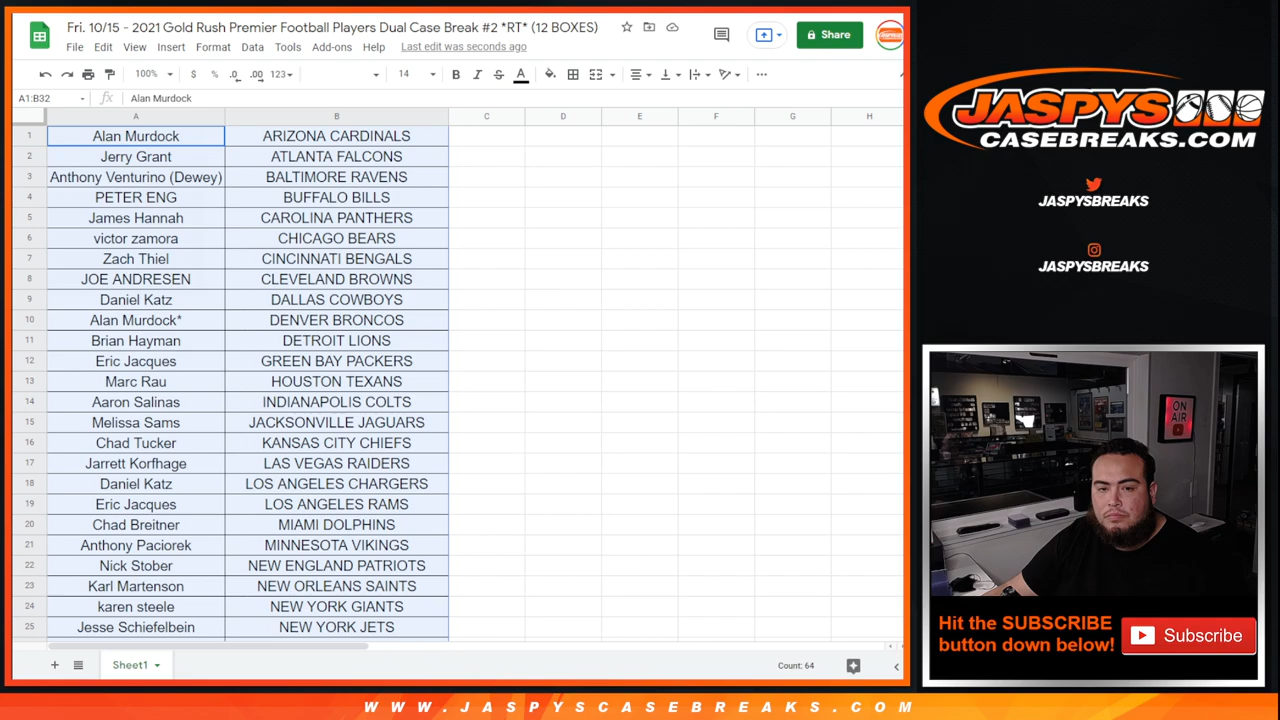 Fri. 10/15 - 2021 Gold Rush Premier Football Players Dual Case Break #2 *RT* (12 BOXES)
File Edit View Insert Format Data Tools Add-ons Help Last edit was seconds ago
Share
100% $ % .0 .00 123 14 B I S A
A1:B32 fx Alan Murdock
A B C D E F G H
1 Alan Murdock ARIZONA CARDINALS
2 Jerry Grant ATLANTA FALCONS
3 Anthony Venturino (Dewey) BALTIMORE RAVENS
4 PETER ENG BUFFALO BILLS
5 James Hannah CAROLINA PANTHERS
6 victor zamora CHICAGO BEARS
7 Zach Thiel CINCINNATI BENGALS
8 JOE ANDRESEN CLEVELAND BROWNS
9 Daniel Katz DALLAS COWBOYS
10 Alan Murdock* DENVER BRONCOS
11 Brian Hayman DETROIT LIONS
12 Eric Jacques GREEN BAY PACKERS
13 Marc Rau HOUSTON TEXANS
14 Aaron Salinas INDIANAPOLIS COLTS
15 Melissa Sams JACKSONVILLE JAGUARS
16 Chad Tucker KANSAS CITY CHIEFS
17 Jarrett Korfhage LAS VEGAS RAIDERS
18 Daniel Katz LOS ANGELES CHARGERS
19 Eric Jacques LOS ANGELES RAMS
20 Chad Breitner MIAMI DOLPHINS
21 Anthony Paciorek MINNESOTA VIKINGS
22 Nick Stober NEW ENGLAND PATRIOTS
23 Karl Martenson NEW ORLEANS SAINTS
24 karen steele NEW YORK GIANTS
25 Jesse Schiefelbein NEW YORK JETS
Sheet1
Count: 64
JASPYS
CASEBREAKS.COM
JASPYSBREAKS
JASPYSBREAKS
ON
AIR
Hit the SUBSCRIBE
button down below!
Subscribe
WWW.JASPYSCASEBREAKS.COM